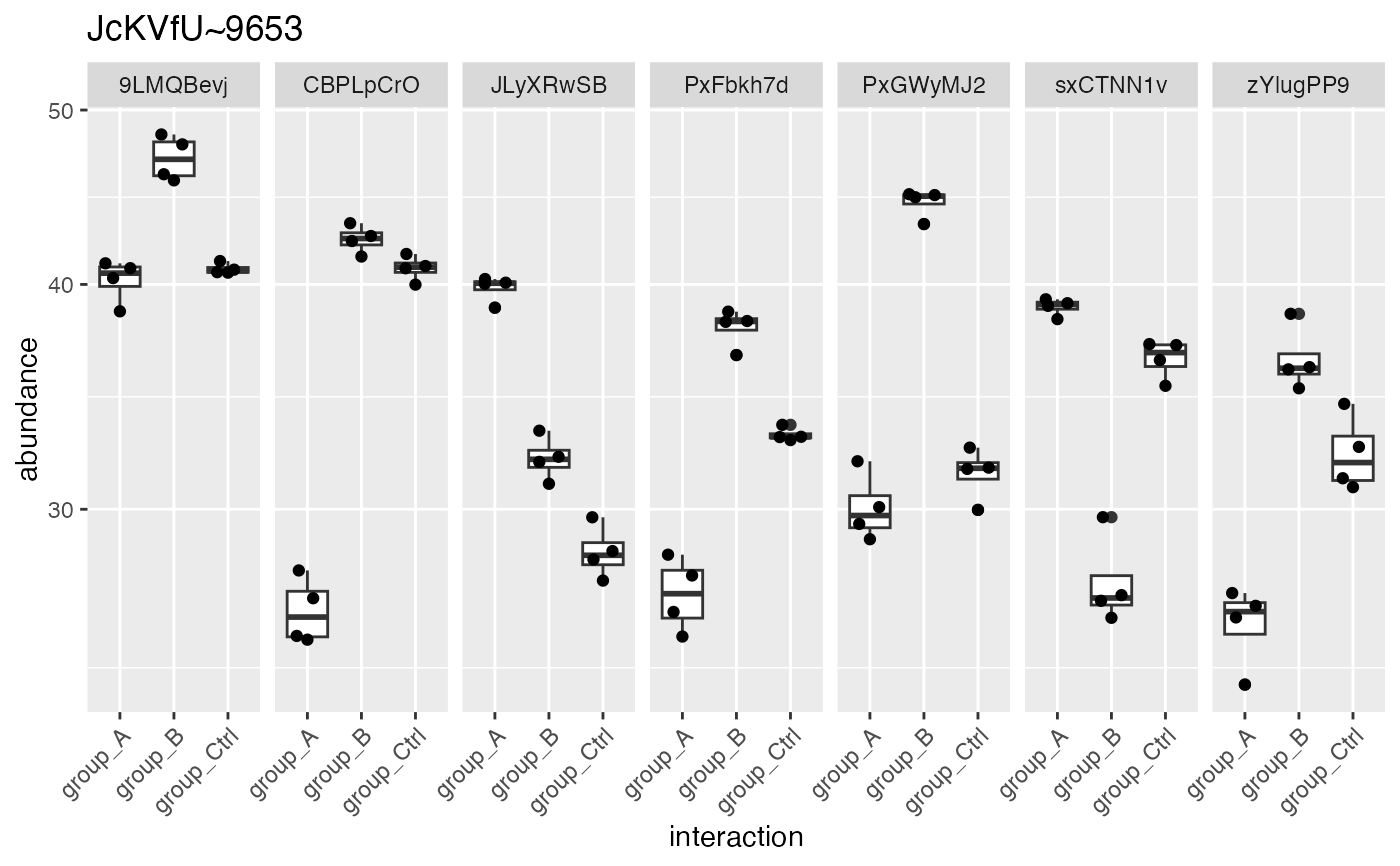 JcKVfU~9653
9LMQBevj CBPLpCrO JLyXRwSB PxFbkh7d PxGWyMJ2 sxCTNN1v zYlugPP9
50
40
30
abundance
group_A group_B group_Ctrl group_A group_B group_Ctrl group_A group_B group_Ctrl group_A group_B group_Ctrl group_A group_B group_Ctrl group_A group_B group_Ctrl group_A group_B group_Ctrl
interaction